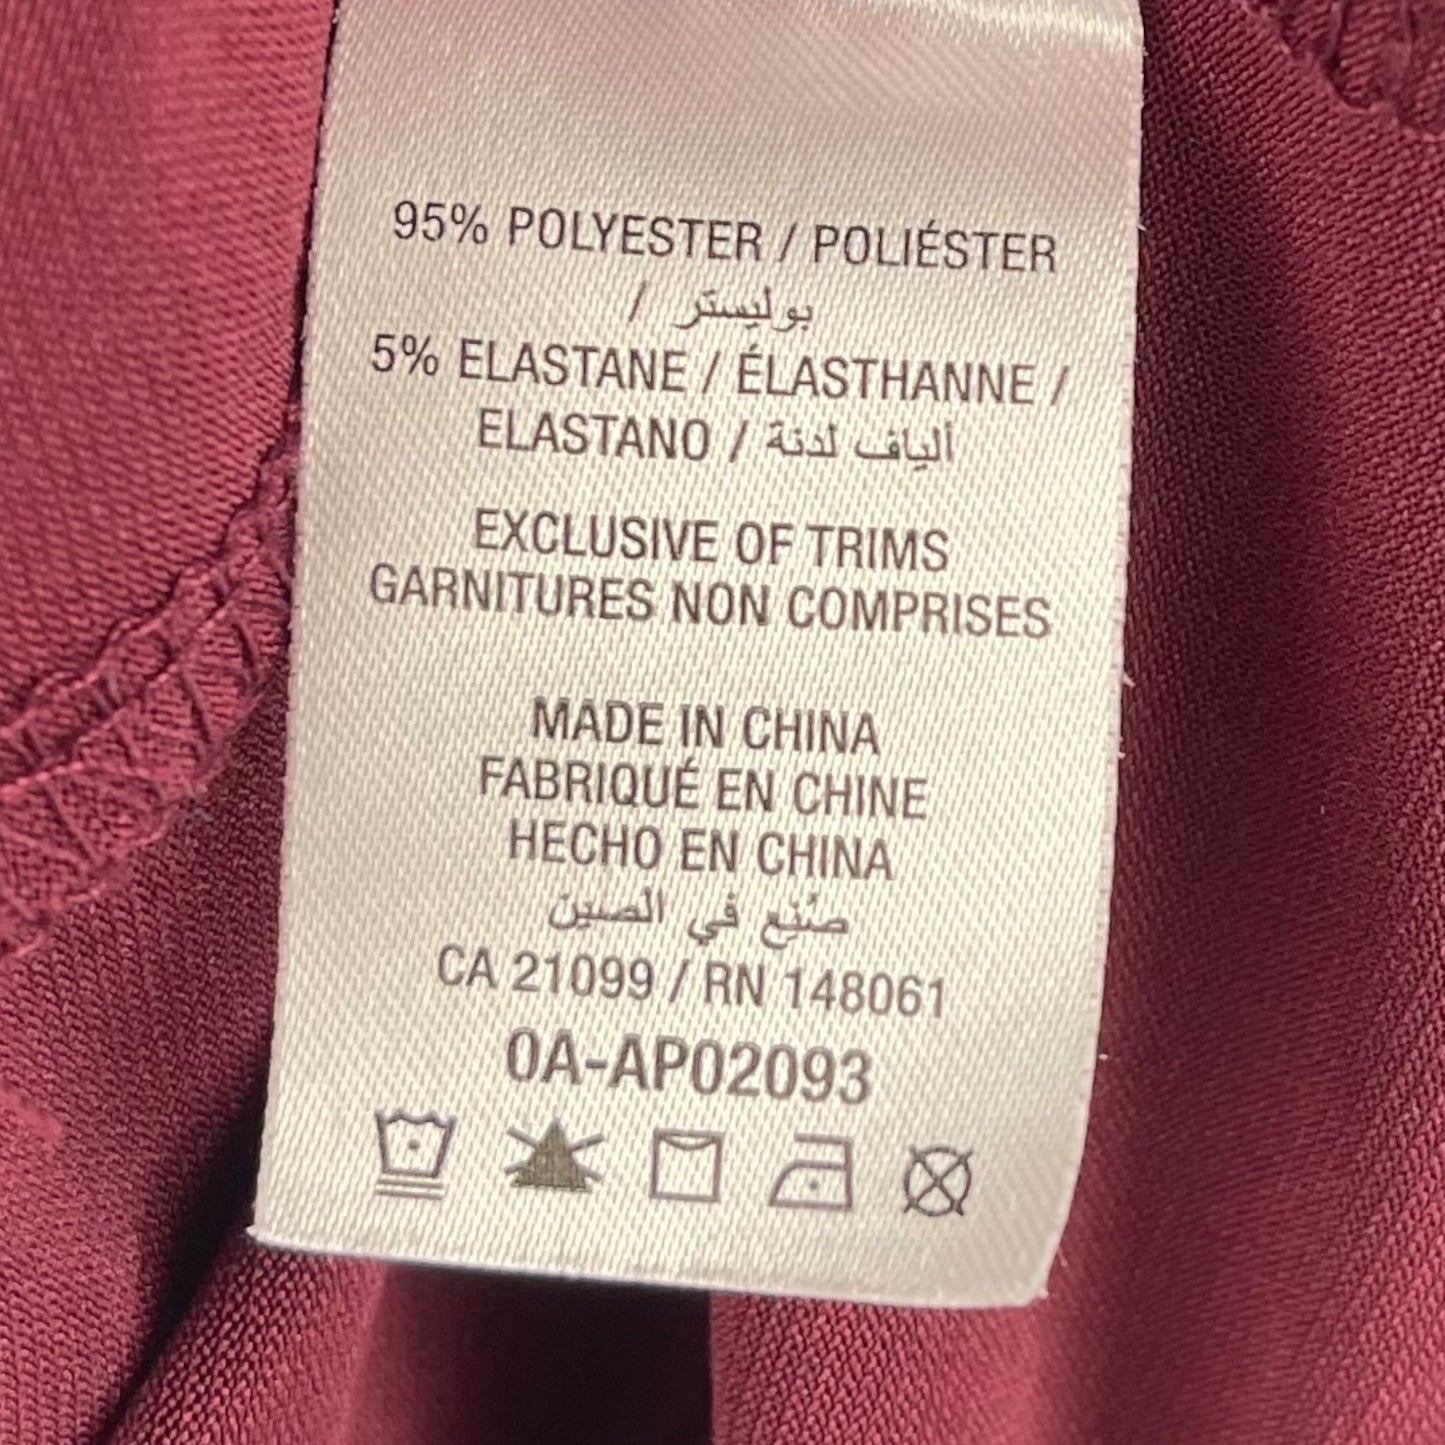 95% POLYESTER / POLIÉSTER
بوليستر /
5% ELASTANE / ÉLASTHANNE /
ELASTANO / ألياف لدنة
EXCLUSIVE OF TRIMS
GARNITURES NON COMPRISES
MADE IN CHINA
FABRIQUÉ EN CHINE
HECHO EN CHINA
صُنِع في الصين
CA 21099 / RN 148061
0A-AP02093